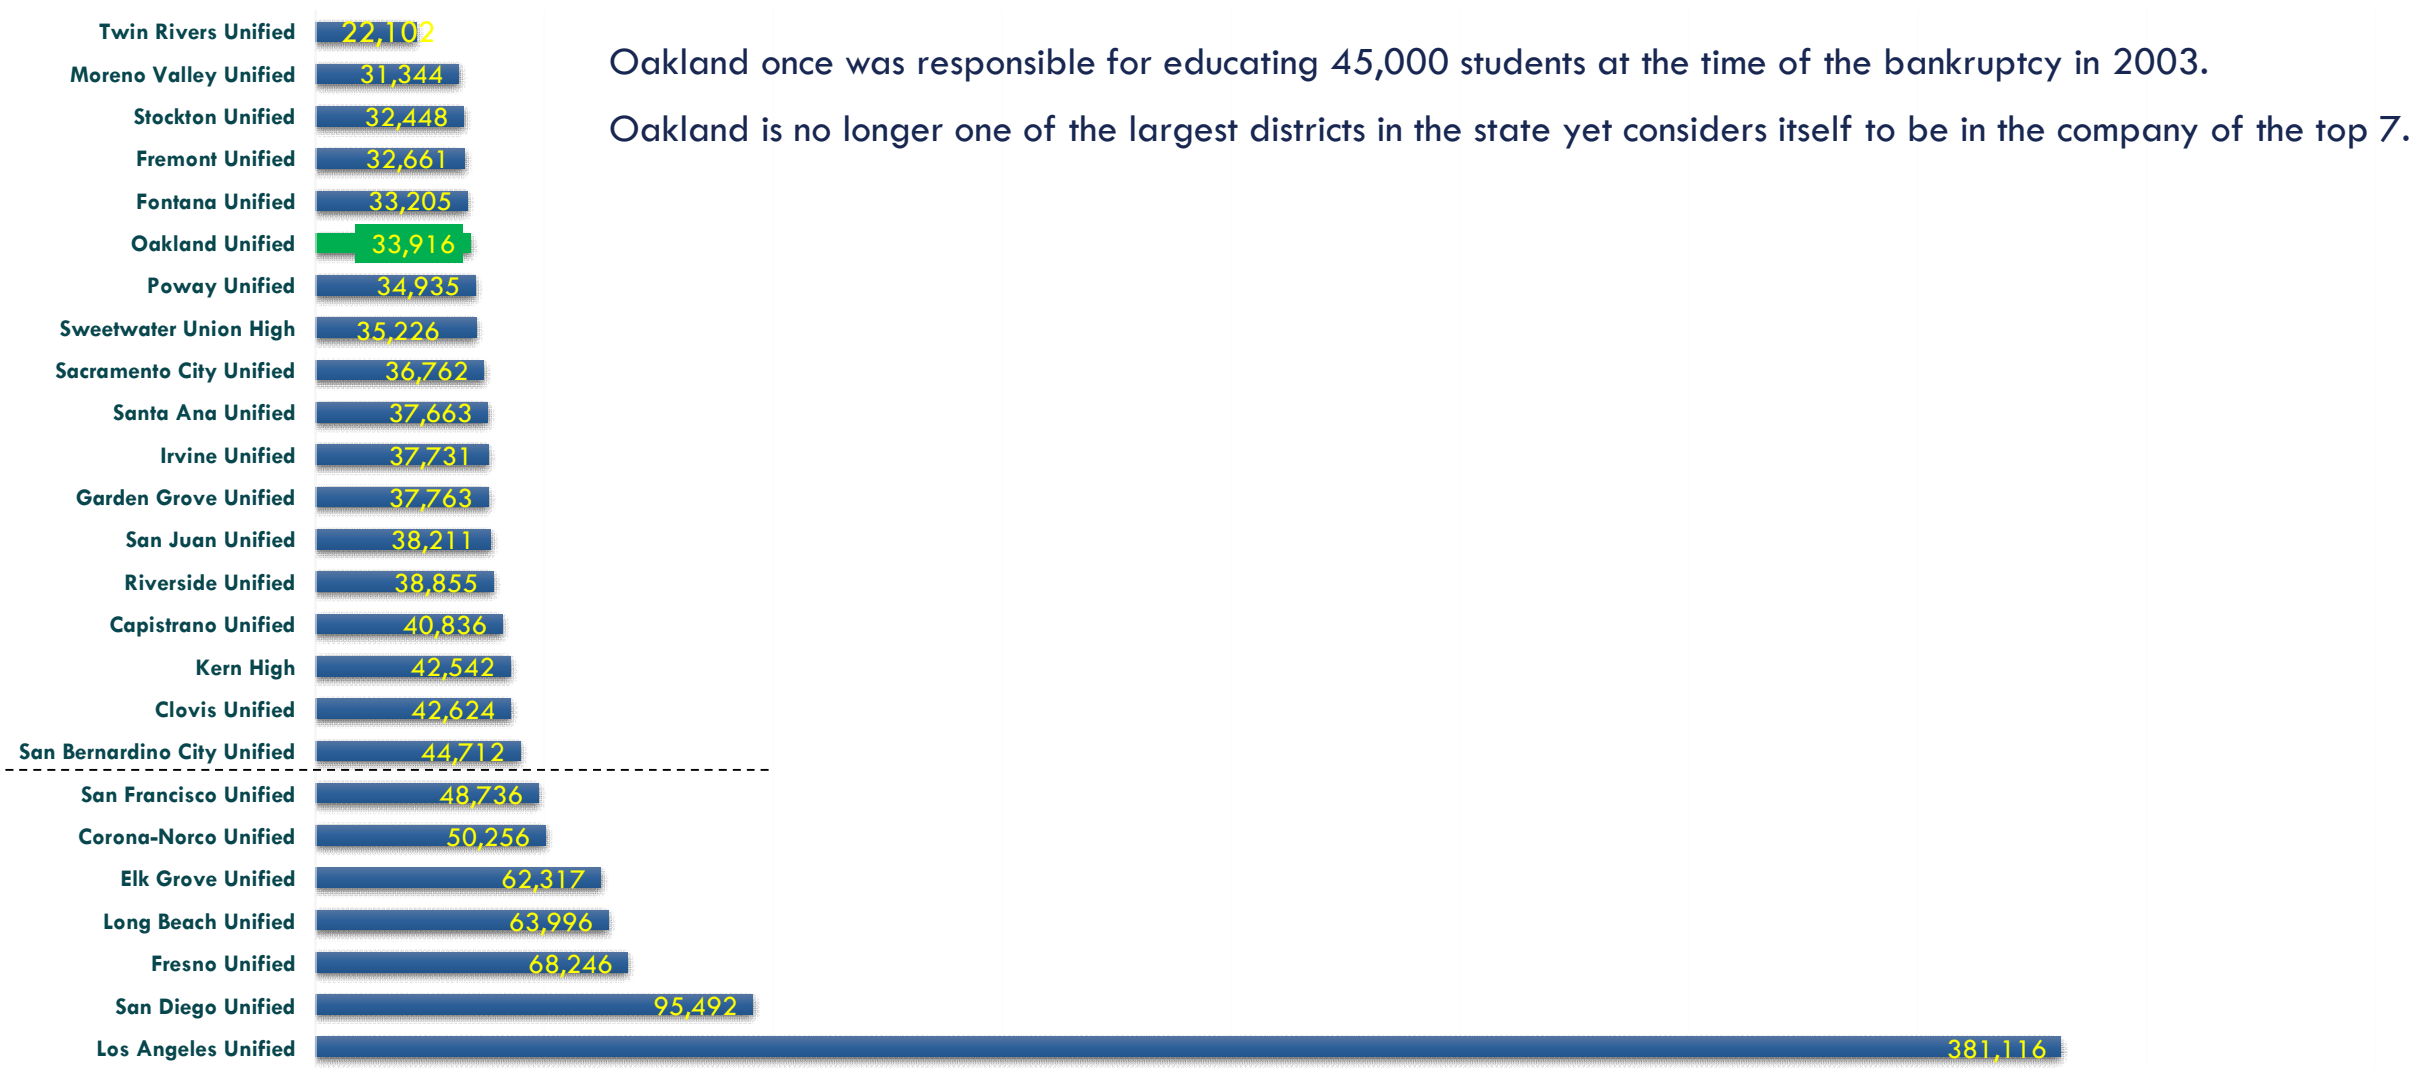 Twin Rivers Unified 22,102
Oakland once was responsible for educating 45,000 students at the time of the bankruptcy in 2003.
Moreno Valley Unified 31,344
Stockton Unified 32,448
Oakland is no longer one of the largest districts in the state yet considers itself to be in the company of the top 7.
Fremont Unified 32,661
Fontana Unified 33,205
Oakland Unified 33,916
Poway Unified 34,935
Sweetwater Union High 35,226
Sacramento City Unified 36,762
Santa Ana Unified 37,663
Irvine Unified 37,731
Garden Grove Unified 37,763
San Juan Unified 38,211
Riverside Unified 38,855
Capistrano Unified 40,836
Kern High 42,542
Clovis Unified 42,624
San Bernardino City Unified 44,712
San Francisco Unified 48,736
Corona-Norco Unified 50,256
Elk Grove Unified 62,317
Long Beach Unified 63,996
Fresno Unified 68,246
San Diego Unified 95,492
Los Angeles Unified 381,116